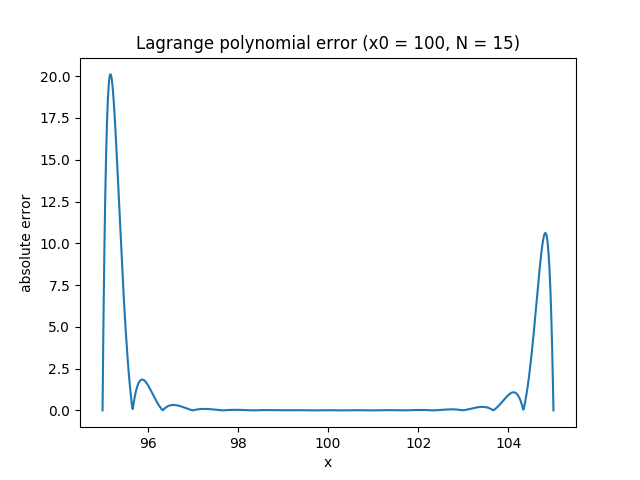 Lagrange polynomial error (x0 = 100, N = 15)
20.0
17.5
15.0
12.5
10.0
7.5
5.0
2.5
0.0
absolute error
96 98 100 102 104
x